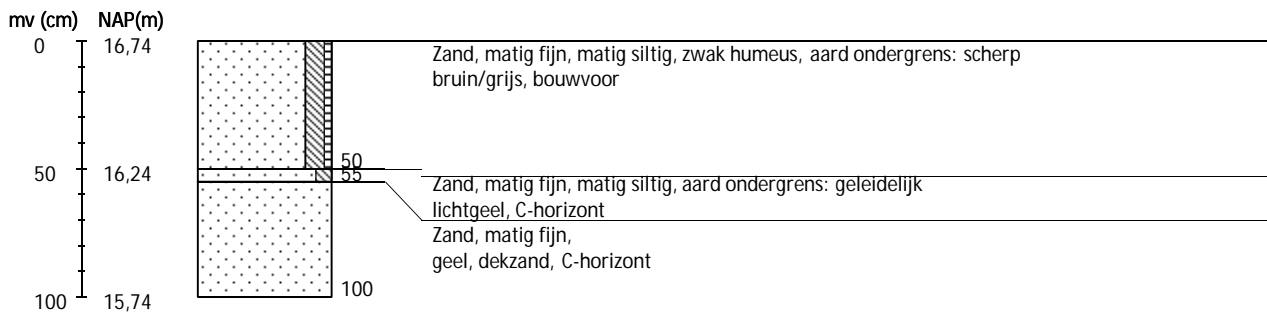 mv (cm) NAP(m)
0 16,74
Zand, matig fijn, matig siltig, zwak humeus, aard ondergrens: scherp
bruin/grijs, bouwvoor
50
50 16,24
55
Zand, matig fijn, matig siltig, aard ondergrens: geleidelijk
lichtgeel, C-horizont
Zand, matig fijn,
geel, dekzand, C-horizont
100
100 15,74